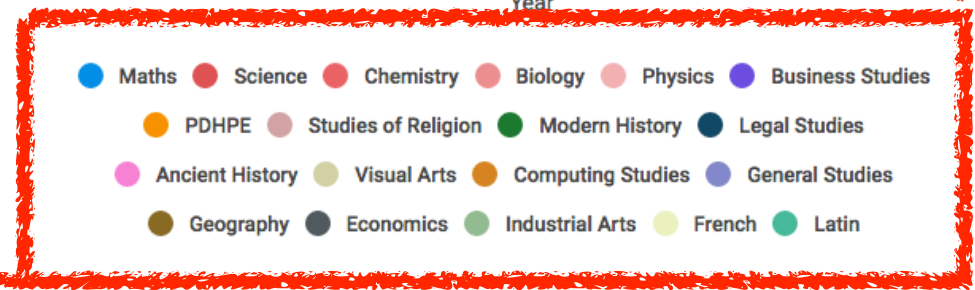 Year
Maths Science Chemistry Biology Physics Business Studies
PDHPE Studies of Religion Modern History Legal Studies
Ancient History Visual Arts Computing Studies General Studies
Geography Economics Industrial Arts French Latin